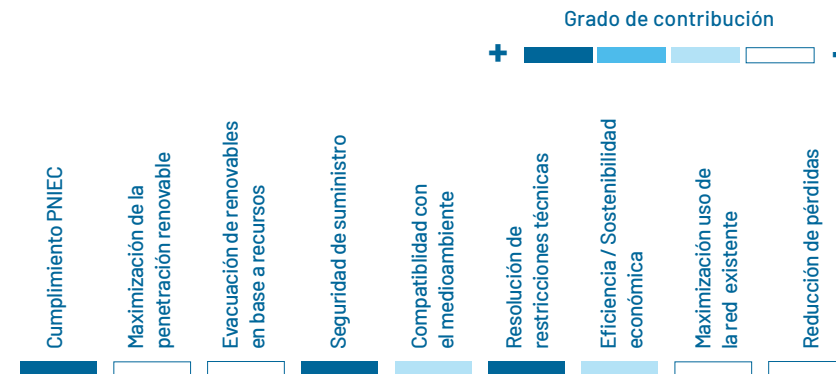 Grado de contribución
+
Cumplimiento PNIEC
Maximización de la
penetración renovable
Evacuación de renovables
en base a recursos
Seguridad de suministro
Compatiblidad con
el medioambiente
Resolución de
restricciones técnicas
Eficiencia / Sostenibilidad
económica
Maximización uso de
la red existente
Reducción de pérdidas